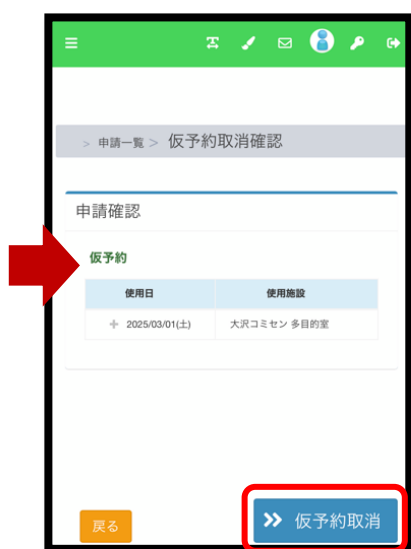 > 申請一覧 > 仮予約取消確認
申請確認
仮予約
使用日 使用施設
2025/03/01(土) 大沢コミセン 多目的室
戻る
仮予約取消